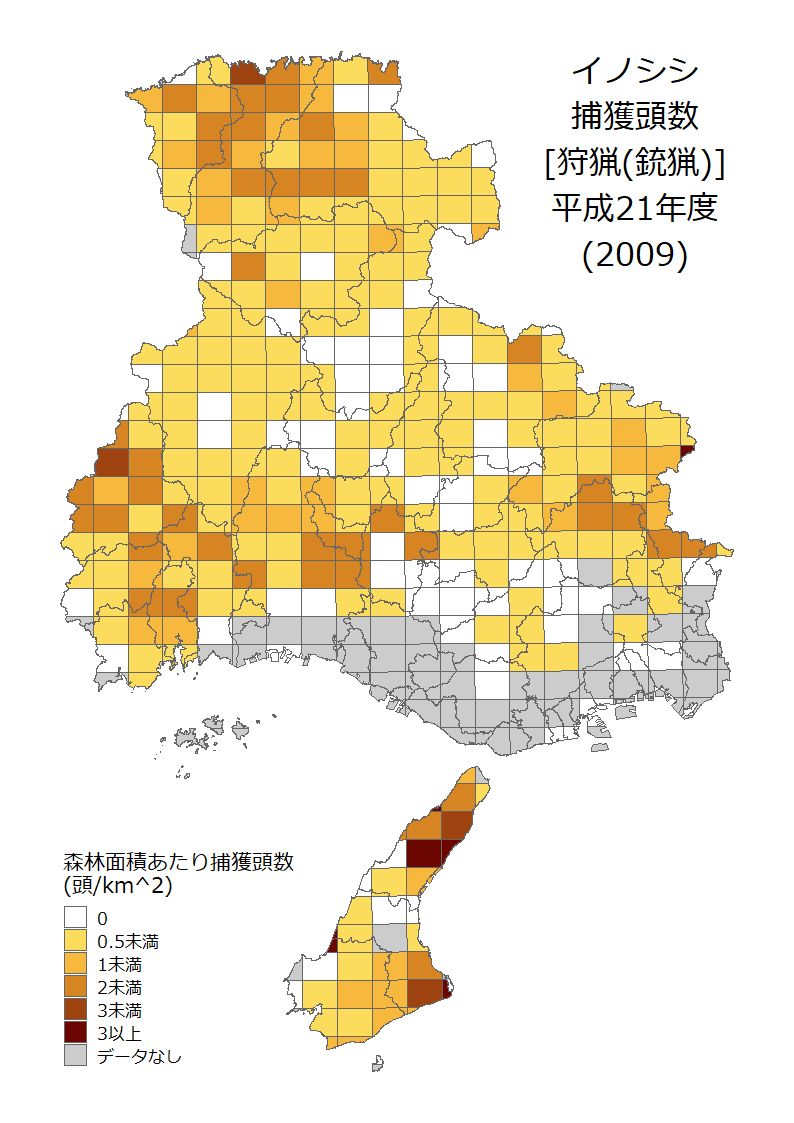 イノシシ
捕獲頭数
[狩猟(銃猟)]
平成21年度
(2009)
森林面積あたり捕獲頭数
(頭/km^2)
0
0.5未満
1未満
2未満
3未満
3以上
データなし